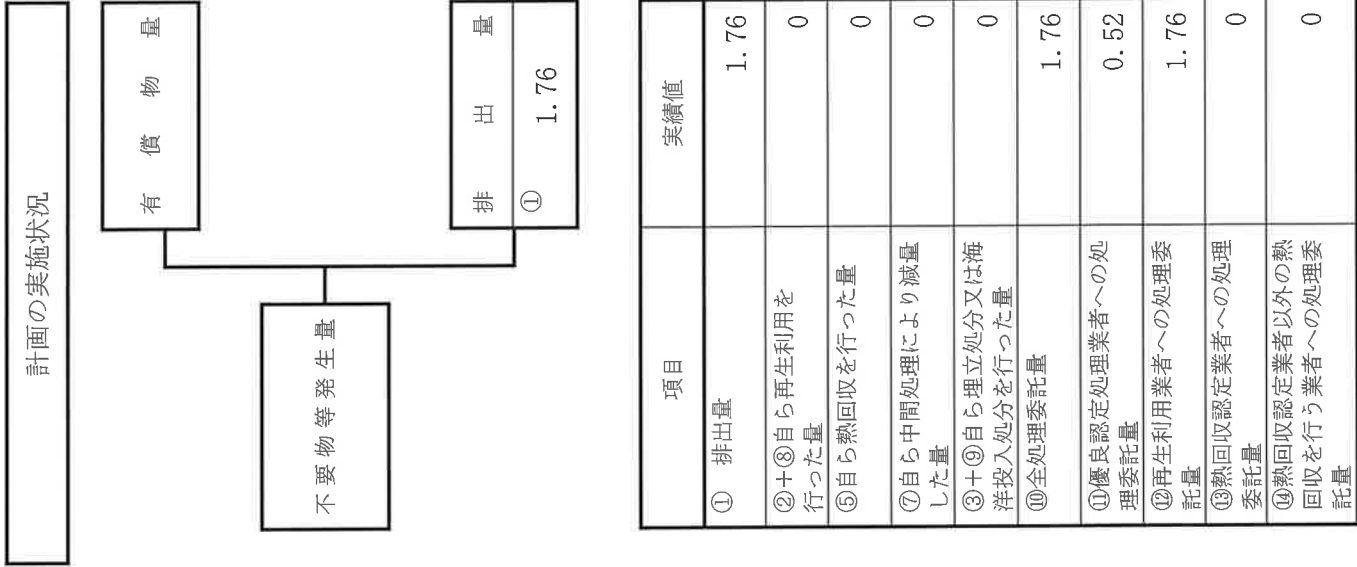 計画の実施状況
有償物量
不要物等発生量
排出量
①
1.76
項目 実績値
① 排出量 1.76
②+⑧自ら再生利用を
行った量 0
⑤自ら熱回収を行った量 0
⑦自ら中間処理により減量
した量 0
③+⑨自ら埋立処分又は海
洋投入処分を行った量 0
⑩全処理委託量 1.76
⑪優良認定処理業者への処
理委託量 0.52
⑫再生利用業者への処理委
託量 1.76
⑬熱回収認定業者への処理
委託量 0
⑭熱回収認定業者以外の熱
回収を行う業者への処理委
託量 0